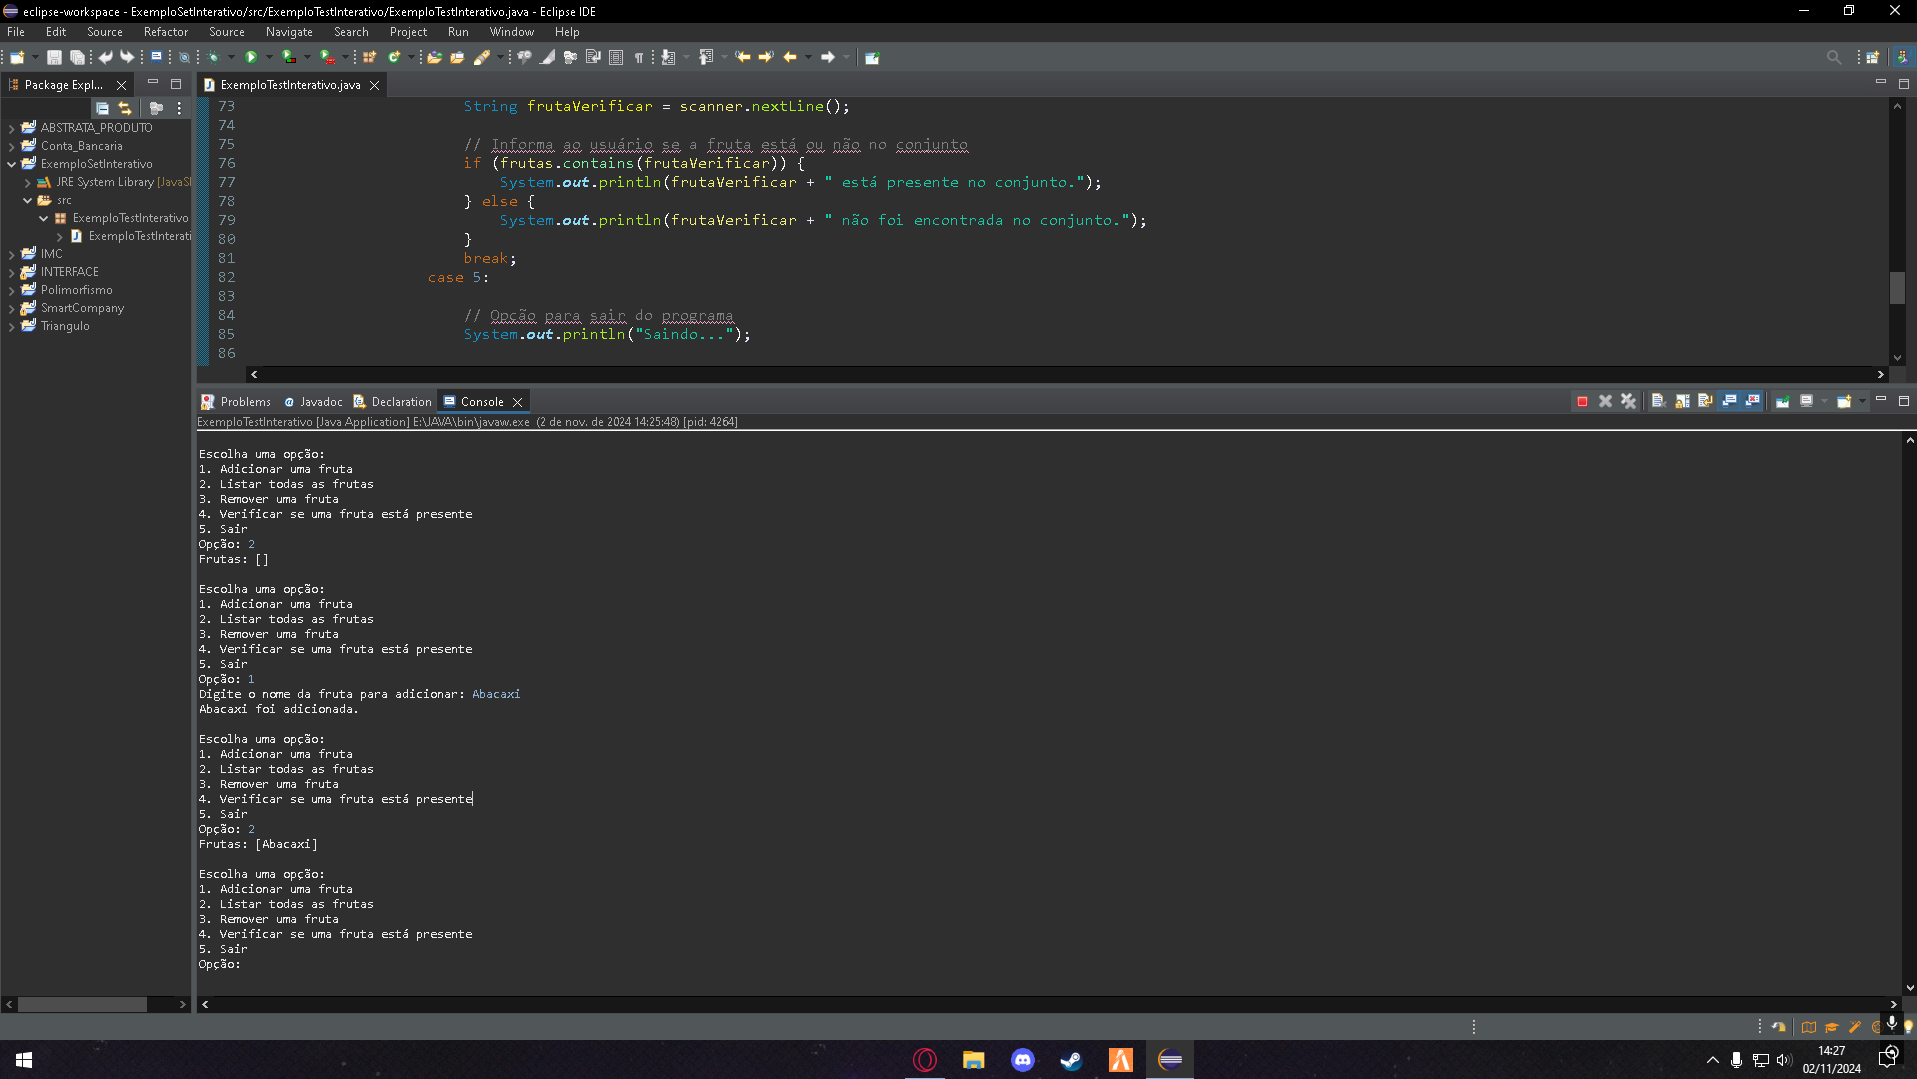 eclipse-workspace - ExemploSetInterativo/src/ExemploTestInterativo/ExemploTestInterativo.java - Eclipse IDE
File Edit Source Refactor Source Navigate Search Project Run Window Help
Package Expl...
ExemploTestInterativo.java
ABSTRATA_PRODUTO
Conta_Bancaria
ExemploSetInterativo
JRE System Library [JavaSI
src
ExemploTestInterativo
ExemploTestInterati
IMC
INTERFACE
Polimorfismo
SmartCompany
Triangulo
73 String frutaVerificar = scanner.nextLine();
74
75 // Informa ao usuário se a fruta está ou não no conjunto
76 if (frutas.contains(frutaVerificar)) {
77 System.out.println(frutaVerificar + " está presente no conjunto.");
78 } else {
79 System.out.println(frutaVerificar + " não foi encontrada no conjunto.");
80 }
81 break;
82 case 5:
83
84 // Opção para sair do programa
85 System.out.println("Saindo...");
86
Problems Javadoc Declaration Console
ExemploTestInterativo [Java Application] E:\JAVA\bin\javaw.exe (2 de nov. de 2024 14:25:48) [pid: 4264]
Escolha uma opção:
1. Adicionar uma fruta
2. Listar todas as frutas
3. Remover uma fruta
4. Verificar se uma fruta está presente
5. Sair
Opção: 2
Frutas: []
Escolha uma opção:
1. Adicionar uma fruta
2. Listar todas as frutas
3. Remover uma fruta
4. Verificar se uma fruta está presente
5. Sair
Opção: 1
Digite o nome da fruta para adicionar: Abacaxi
Abacaxi foi adicionada.
Escolha uma opção:
1. Adicionar uma fruta
2. Listar todas as frutas
3. Remover uma fruta
4. Verificar se uma fruta está presente
5. Sair
Opção: 2
Frutas: [Abacaxi]
Escolha uma opção:
1. Adicionar uma fruta
2. Listar todas as frutas
3. Remover uma fruta
4. Verificar se uma fruta está presente
5. Sair
Opção:
14:27
02/11/2024